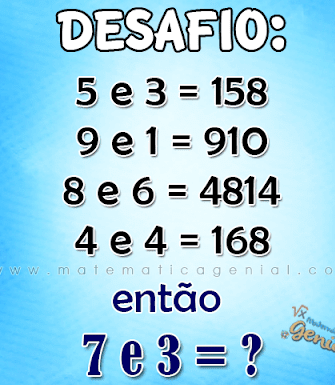 DESAFIO:
5 e 3 = 158
9 e 1 = 910
8 e 6 = 4814
4 e 4 = 168
www.matematicagenial.co
então
7 e 3 = ?